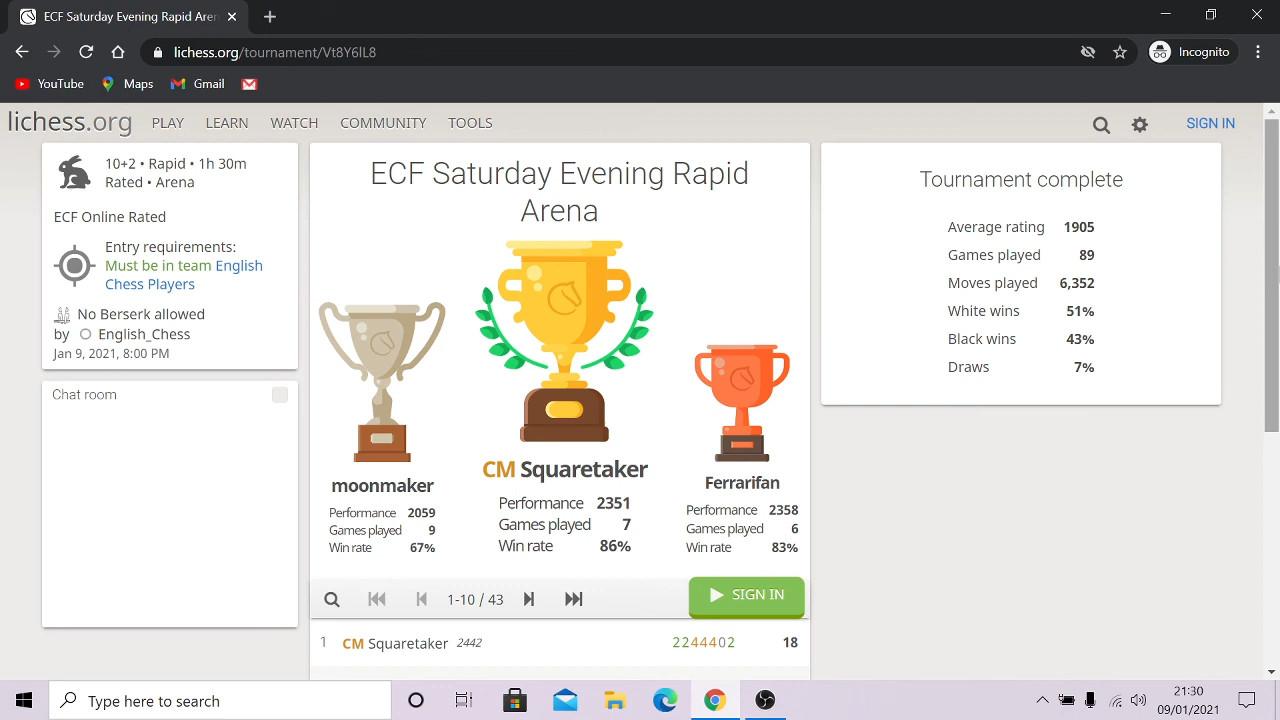 ECF Saturday Evening Rapid Aren
lichess.org/tournament/Vt8Y6lL8
Incognito
YouTube
Maps
Gmail
lichess.org
PLAY
LEARN
WATCH
COMMUNITY
TOOLS
SIGN IN
10+2 • Rapid • 1h 30m
Rated • Arena
ECF Online Rated
Entry requirements:
Must be in team English
Chess Players
No Berserk allowed
by English_Chess
Jan 9, 2021, 8:00 PM
Chat room
ECF Saturday Evening Rapid
Arena
moonmaker
Performance 2059
Games played 9
Win rate 67%
CM Squaretaker
Performance 2351
Games played 7
Win rate 86%
Ferrarifan
Performance 2358
Games played 6
Win rate 83%
1-10 / 43
SIGN IN
1 CM Squaretaker 2442 2244402 18
Tournament complete
Average rating 1905
Games played 89
Moves played 6,352
White wins 51%
Black wins 43%
Draws 7%
Type here to search
21:30
09/01/2021